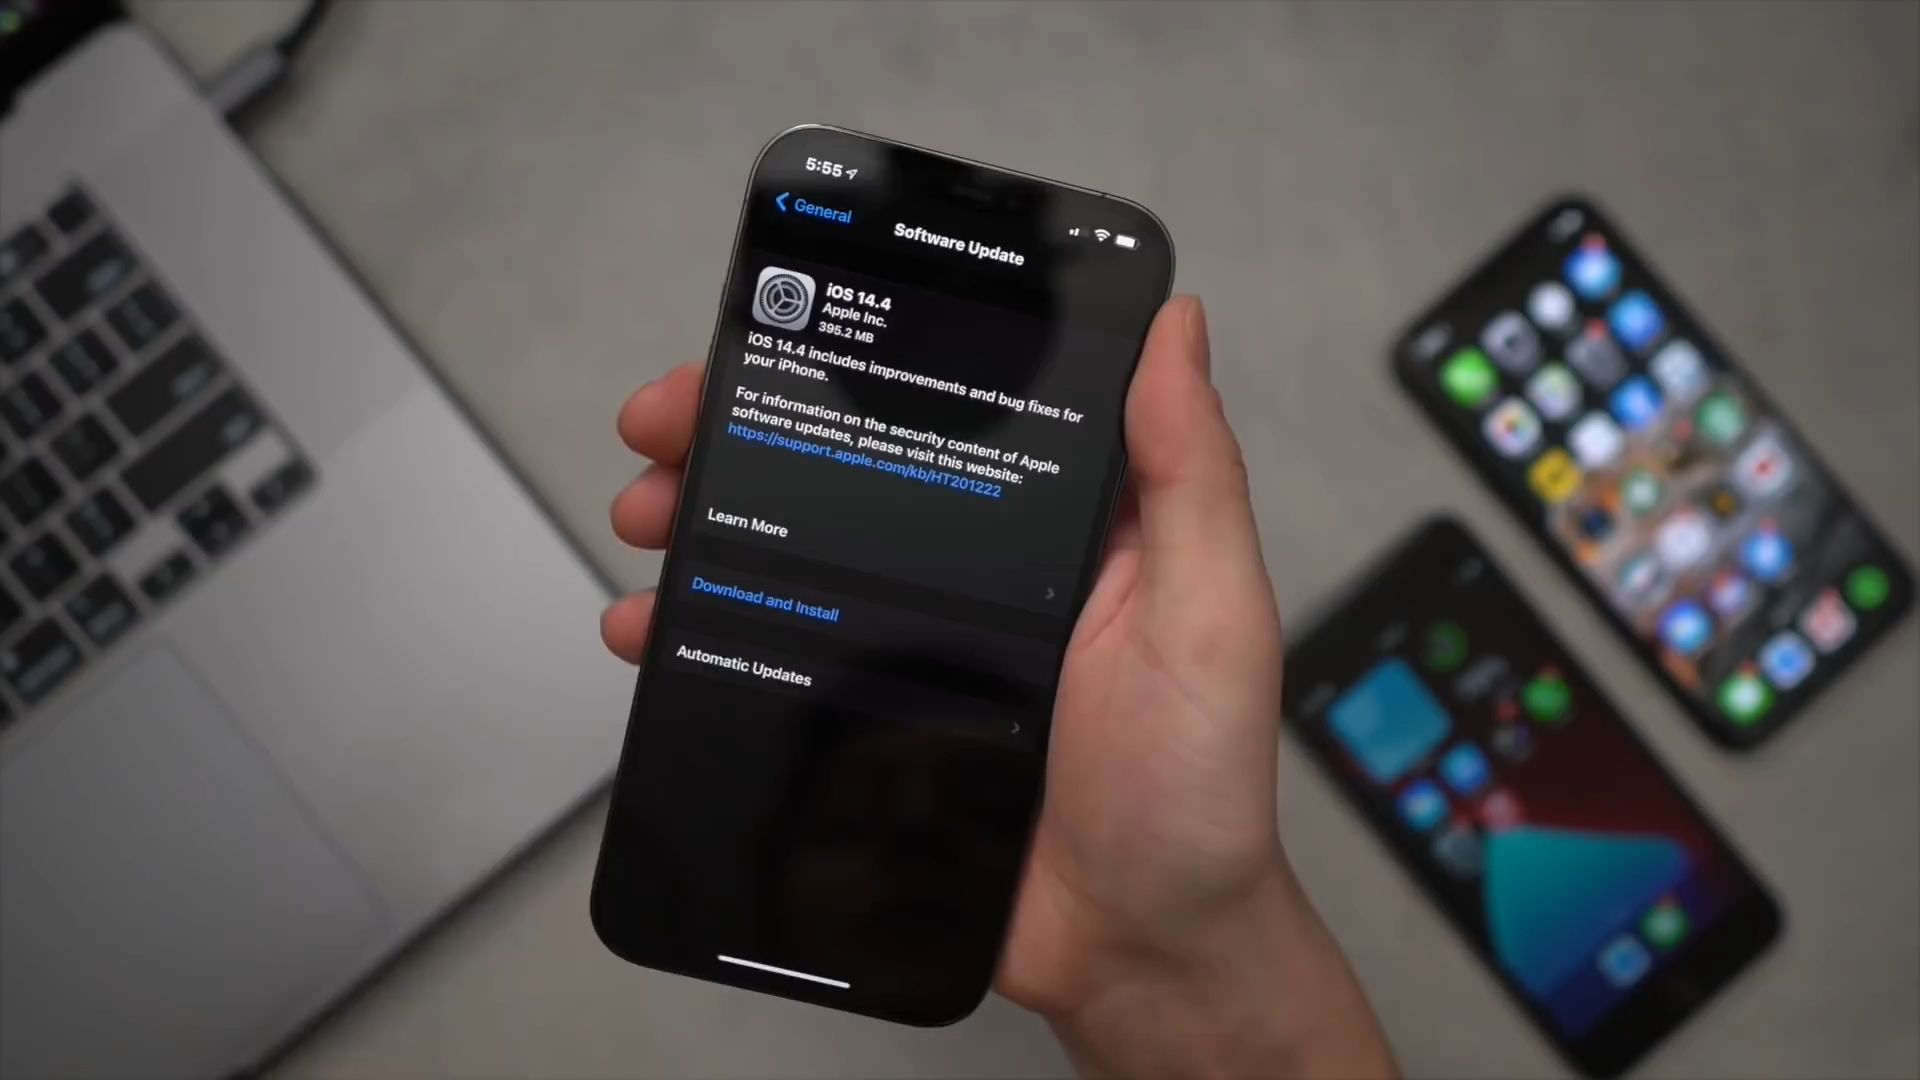 5:55
General
Software Update
iOS 14.4
Apple Inc.
395.2 MB
iOS 14.4 includes improvements and bug fixes for
your iPhone.
For information on the security content of Apple
software updates, please visit this website:
https://support.apple.com/kb/HT201222
Learn More
Download and Install
Automatic Updates